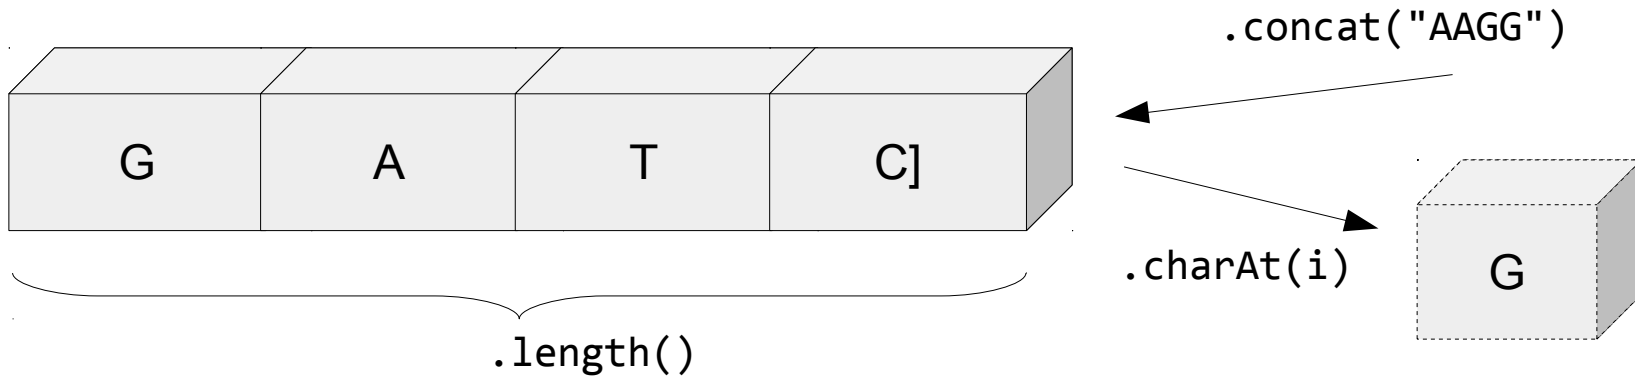 .concat("AAGG")
G A T C]
.charAt(i) G
.length()